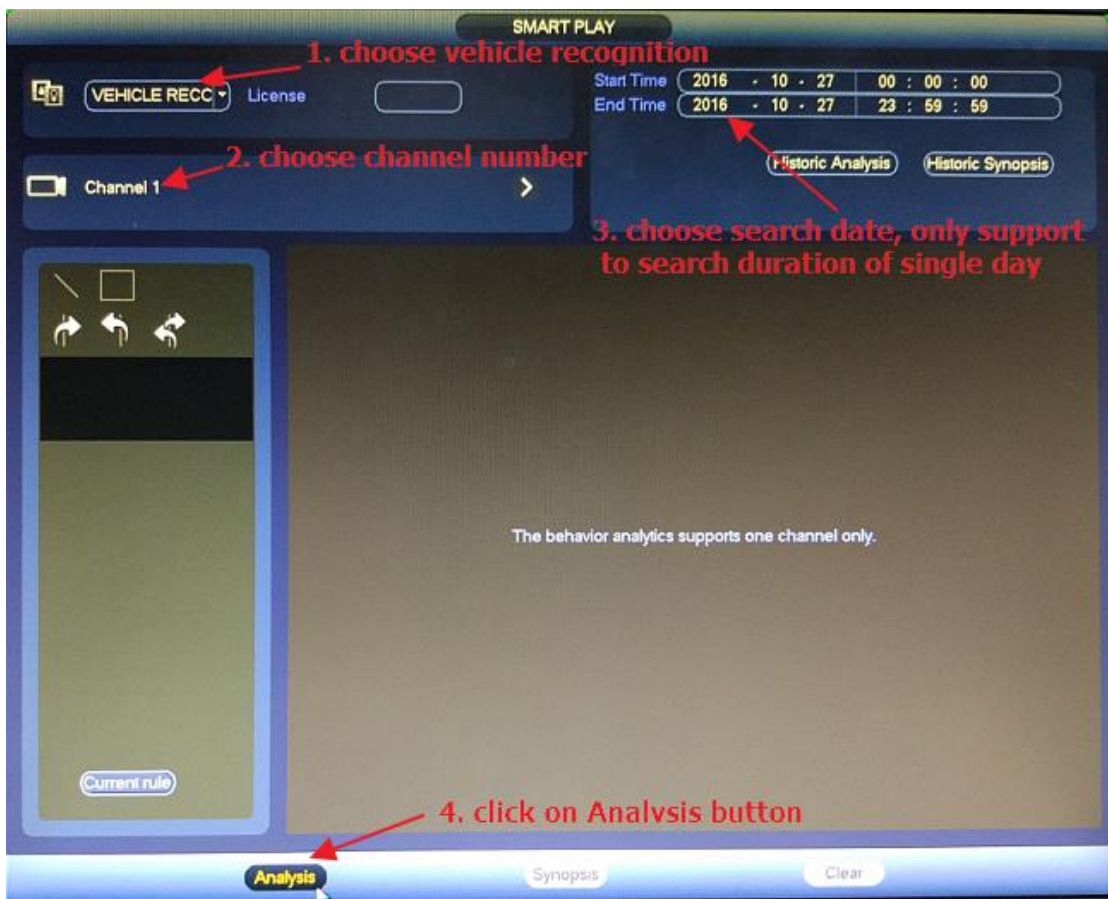 SMART PLAY
1. choose vehicle recognition
VEHICLE RECC
License
Start Time 2016 - 10 - 27 00 : 00 : 00
End Time 2016 - 10 - 27 23 : 59 : 59
2. choose channel number
Historic Analysis
Historic Synopsis
Channel 1
3. choose search date, only support
to search duration of single day
The behavior analytics supports one channel only.
Current rule
4. click on Analysis button
Analysis
Synopsis
Clear